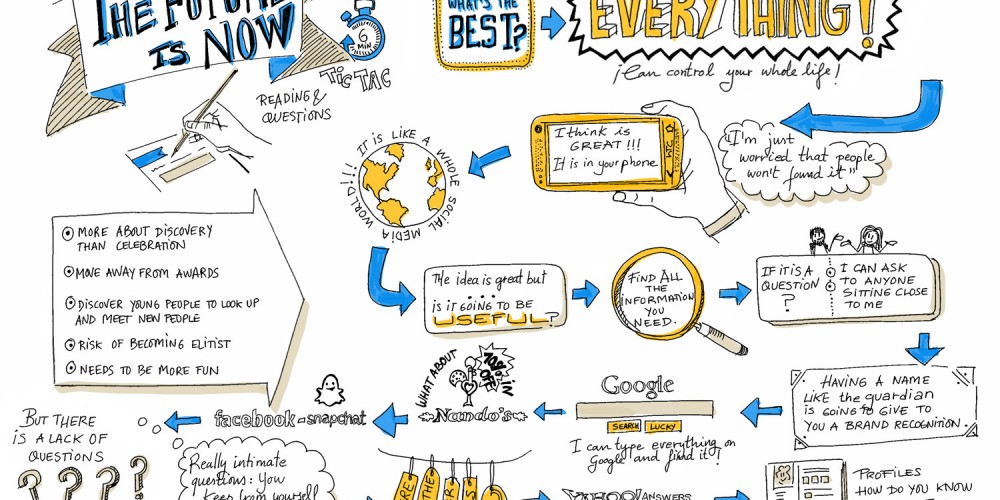 THE FUTURE
IS NOW
6
MIN
TIC TAC
READING &
QUESTIONS
WHAT'S THE
BEST?
EVERYTHING!
¡Can control your whole life!
I'm just
worried that people
won't found it"
I think is
GREAT!!!
It is in your phone
IT IS LIKE A WHOLE SOCIAL MEDIA WORLD!!!
MORE ABOUT DISCOVERY
THAN CELEBRATION
MOVE AWAY FROM AWARDS
DISCOVER YOUNG PEOPLE TO LOOK UP
AND MEET NEW PEOPLE
RISK OF BECOMING ELITIST
NEEDS TO BE MORE FUN
The idea is great but
...
is it GOING TO BE
USEFUL?
FIND ALL
THE
INFORMATION
YOU
NEED.
IF IT IS A
QUESTION
?
I CAN ASK
TO ANYONE
SITTING CLOSE
TO ME
HAVING A NAME
LIKE the guardian
IS GOING TO GIVE TO
YOU A BRAND RECOGNITION.
Google
SEARCH LUCKY
I can type everything on
Google and find it!
WHAT ABOUT
Nando's
facebook - snapchat
BUT THERE
IS A LACK OF
QUESTIONS
? ? ? ?
Really intimate
questions: You
keep from yourself
THE
YAHOO! ANSWERS
PROFILES
HOW DO YOU KNOW